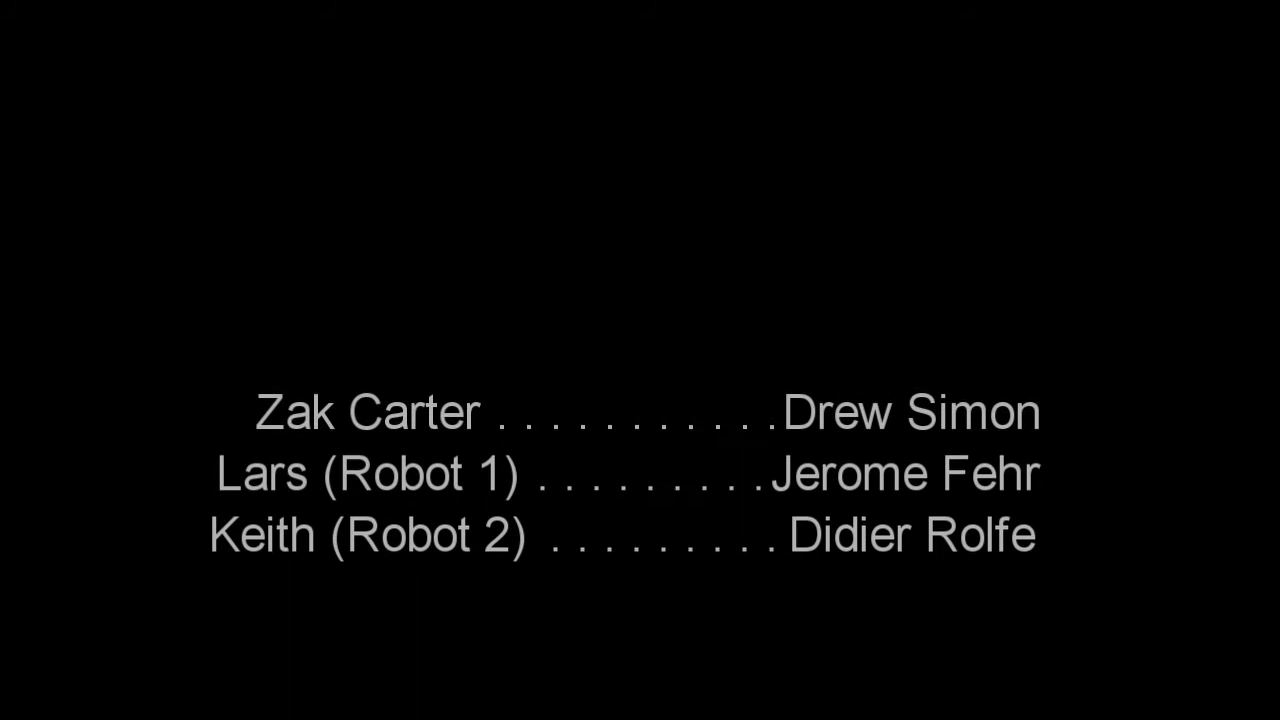 Zak Carter . . . . . . . . . . . Drew Simon
Lars (Robot 1) . . . . . . . . . Jerome Fehr
Keith (Robot 2) . . . . . . . . . Didier Rolfe